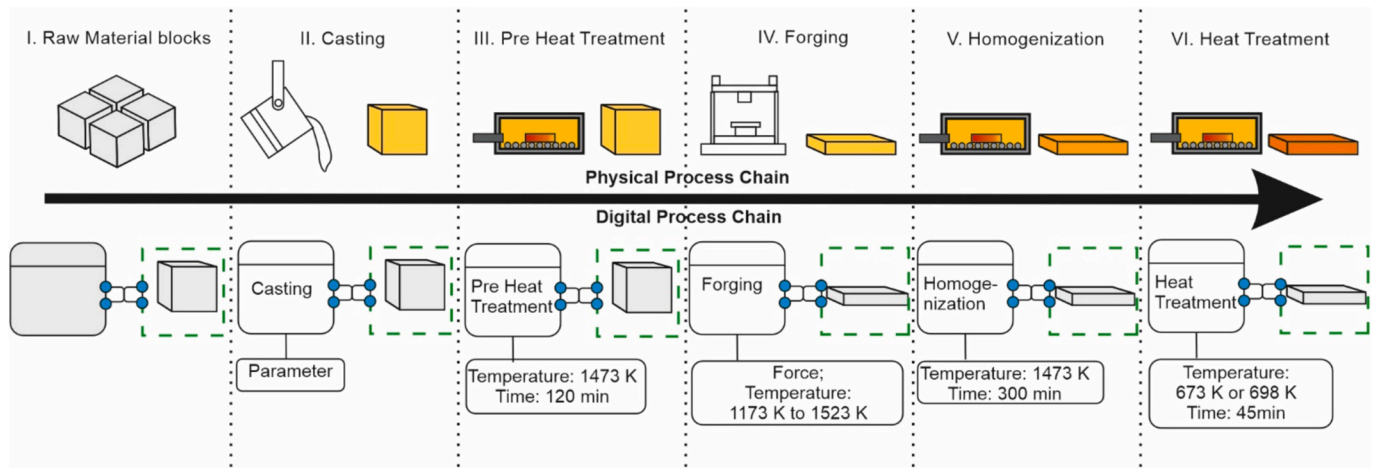 I. Raw Material blocks
II. Casting
III. Pre Heat Treatment
IV. Forging
V. Homogenization
VI. Heat Treatment
Physical Process Chain
Digital Process Chain
Casting
Parameter
Pre Heat
Treatment
Temperature: 1473 K
Time: 120 min
Forging
Force;
Temperature:
1173 K to 1523 K
Homoge-
nization
Temperature: 1473 K
Time: 300 min
Heat
Treatment
Temperature:
673 K or 698 K
Time: 45min